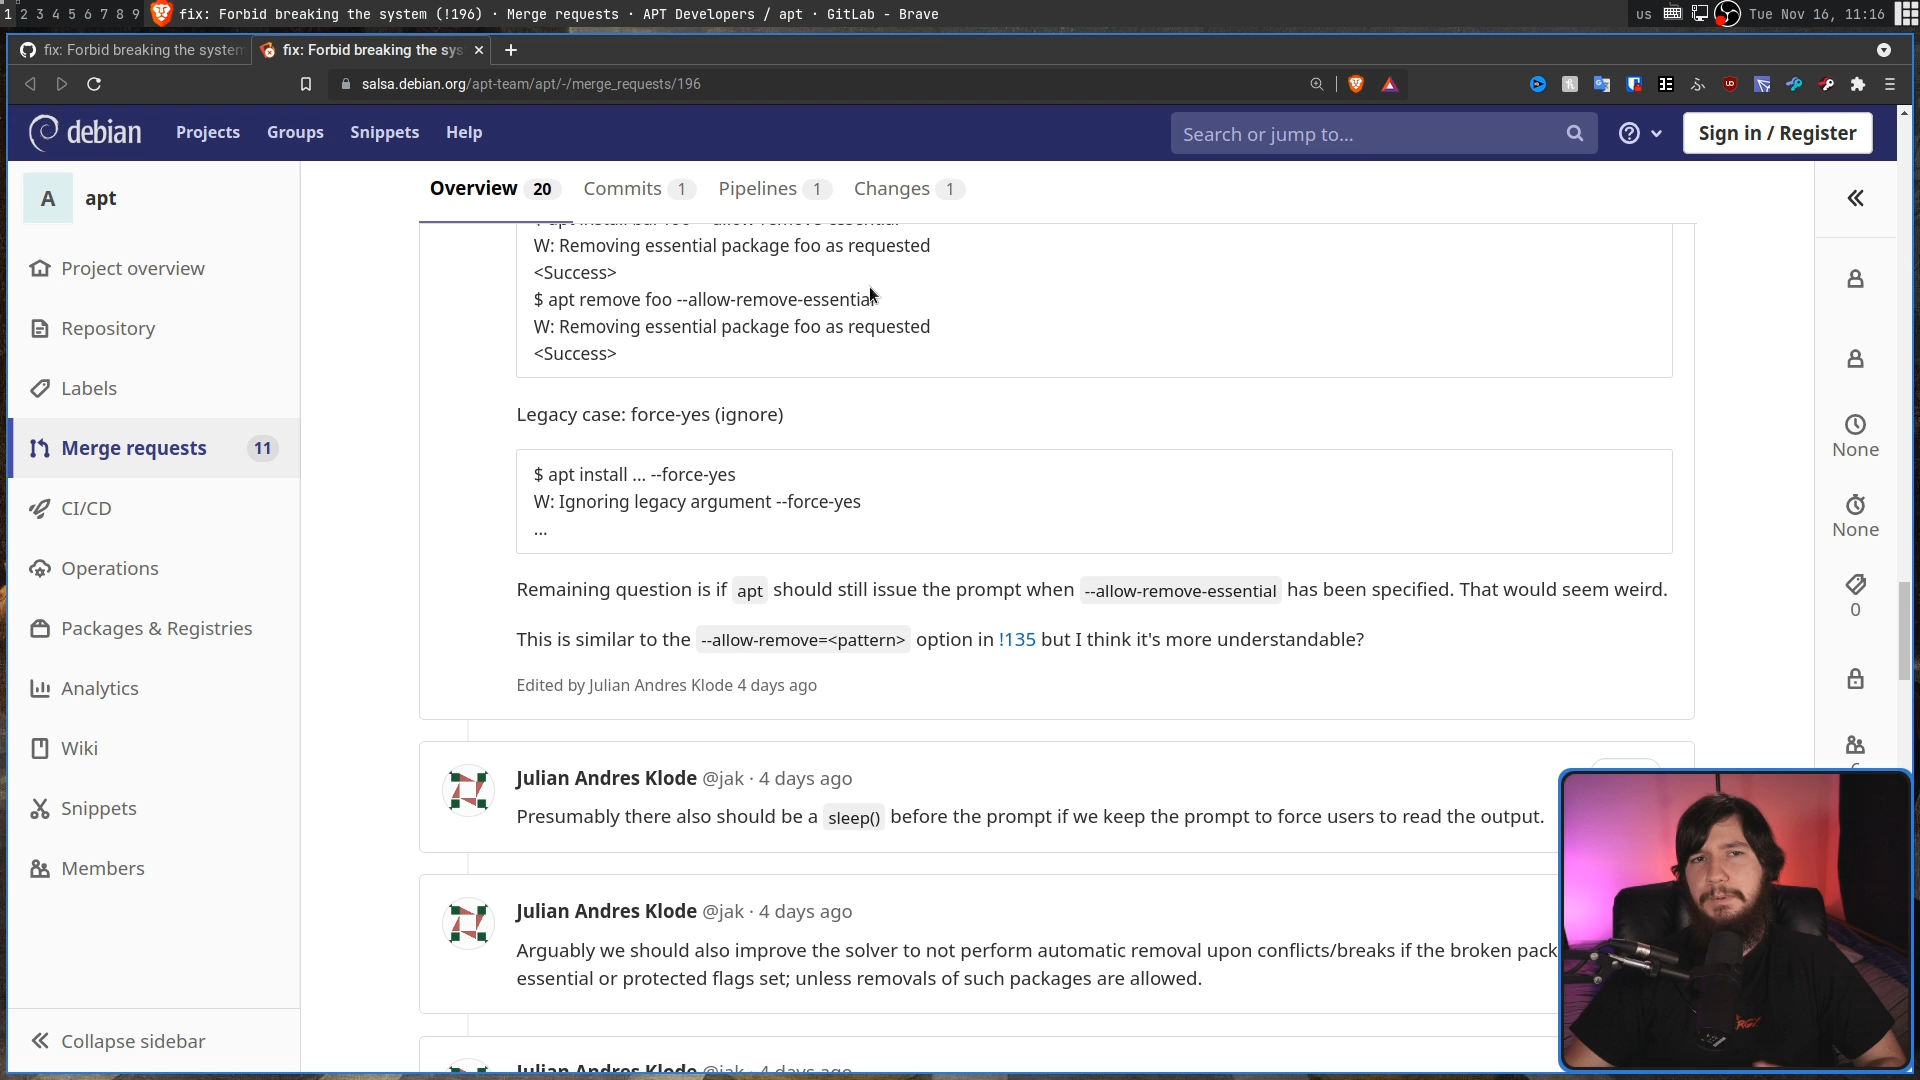 1 2 3 4 5 6 7 8 9 fix: Forbid breaking the system (!196) · Merge requests · APT Developers / apt · GitLab - Brave us Tue Nov 16, 11:16
fix: Forbid breaking the system
fix: Forbid breaking the sys
salsa.debian.org/apt-team/apt/-/merge_requests/196
debian Projects Groups Snippets Help Search or jump to... Sign in / Register
A apt
Project overview
Repository
Labels
Merge requests 11
CI/CD
Operations
Packages & Registries
Analytics
Wiki
Snippets
Members
Collapse sidebar
Overview 20 Commits 1 Pipelines 1 Changes 1
W: Removing essential package foo as requested
<Success>
$ apt remove foo --allow-remove-essential
W: Removing essential package foo as requested
<Success>
Legacy case: force-yes (ignore)
$ apt install ... --force-yes
W: Ignoring legacy argument --force-yes
...
Remaining question is if apt should still issue the prompt when --allow-remove-essential has been specified. That would seem weird.
This is similar to the --allow-remove=<pattern> option in !135 but I think it's more understandable?
Edited by Julian Andres Klode 4 days ago
Julian Andres Klode @jak · 4 days ago
Presumably there also should be a sleep() before the prompt if we keep the prompt to force users to read the output.
Julian Andres Klode @jak · 4 days ago
Arguably we should also improve the solver to not perform automatic removal upon conflicts/breaks if the broken pack
essential or protected flags set; unless removals of such packages are allowed.
Julian Andres Klode @jak · 4 days ago
None
None
0